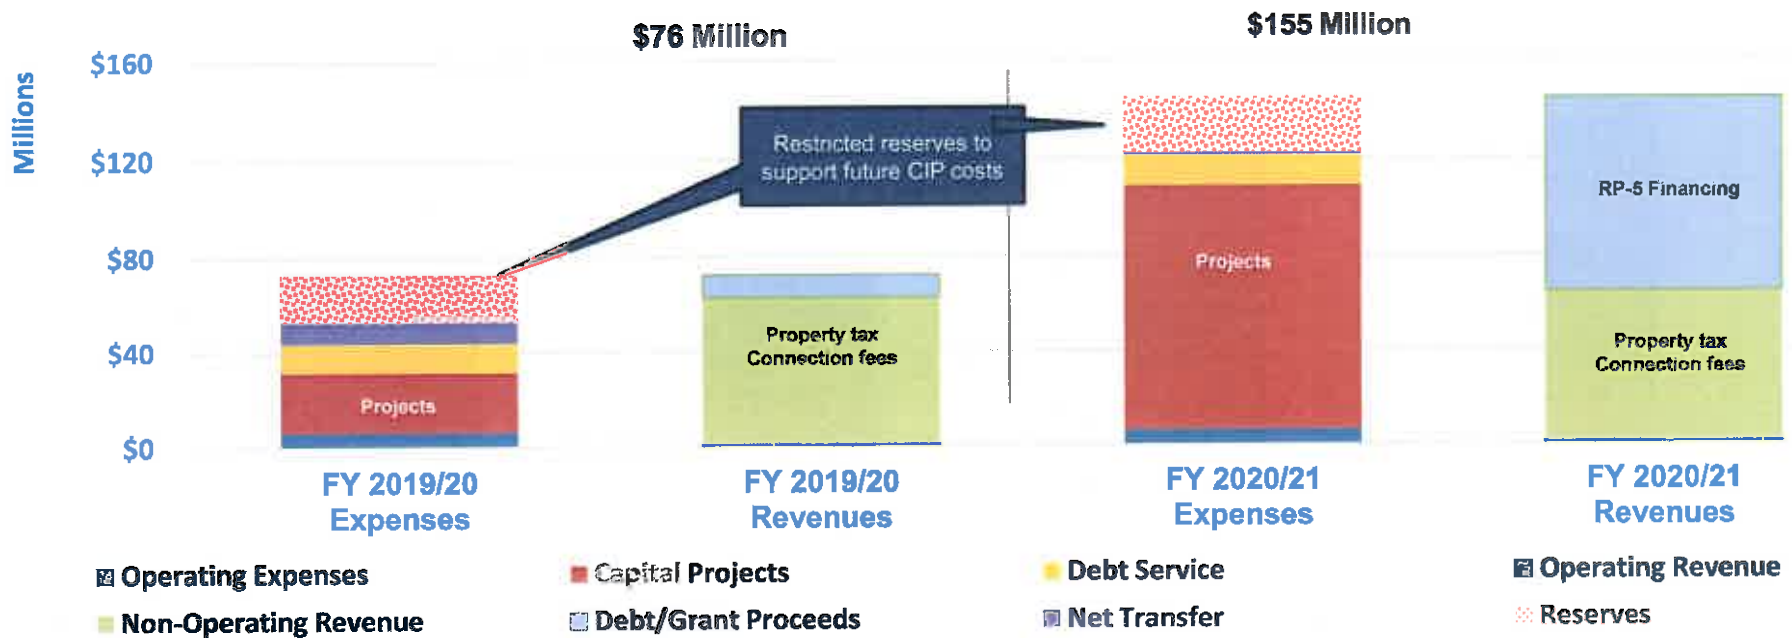 $76 Million
$155 Million
Millions
$160
$120
$80
$40
$0
Restricted reserves to
support future CIP costs
Projects
Property tax
Connection fees
Projects
RP-5 Financing
Property tax
Connection fees
FY 2019/20
Expenses
FY 2019/20
Revenues
FY 2020/21
Expenses
FY 2020/21
Revenues
Operating Expenses
Capital Projects
Debt Service
Operating Revenue
Non-Operating Revenue
Debt/Grant Proceeds
Net Transfer
Reserves